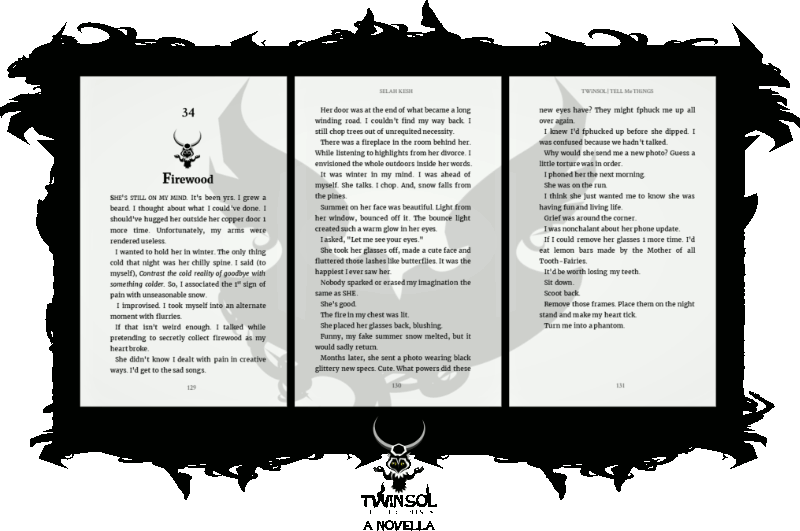 34
Firewood
SHE'S STILL ON MY MIND. It's been yrs. I grew a
beard. I thought about what I could've done. I
should've hugged her outside her copper door 1
more time. Unfortunately, my arms were
rendered useless.
I wanted to hold her in winter. The only thing
cold that night was her chilly spine. I said (to
myself), Contrast the cold reality of goodbye with
something colder. So, I associated the 1st sign of
pain with unseasonable snow.
I improvised. I took myself into an alternate
moment with flurries.
If that isn't weird enough. I talked while
pretending to secretly collect firewood as my
heart broke.
She didn't know I dealt with pain in creative
ways. I'd get to the sad songs.
129
SELAH KESH
Her door was at the end of what became a long
winding road. I couldn't find my way back. I
still chop trees out of unrequited necessity.
There was a fireplace in the room behind her.
While listening to highlights from her divorce. I
envisioned the whole outdoors inside her words.
It was winter in my mind. I was ahead of
myself. She talks. I chop. And, snow falls from
the pines.
Summer on her face was beautiful. Light from
her window, bounced off it. The bounce light
created such a warm glow in her eyes.
I asked, "Let me see your eyes."
She took her glasses off, made a cute face and
fluttered those lashes like butterflies. It was the
happiest I ever saw her.
Nobody sparked or erased my imagination the
same as SHE.
She's good.
The fire in my chest was lit.
She placed her glasses back, blushing.
Funny, my fake summer snow melted, but it
would sadly return.
Months later, she sent a photo wearing black
glittery new specs. Cute. What powers did these
130
TWINSOL: TELL Me THINGS
new eyes have? They might fphuck me up all
over again.
I knew I'd fphucked up before she dipped. I
was confused because we hadn't talked.
Why would she send me a new photo? Guess a
little torture was in order.
I phoned her the next morning.
She was on the run.
I think she just wanted me to know she was
having fun and living life.
Grief was around the corner.
I was nonchalant about her phone update.
If I could remove her glasses 1 more time. I'd
eat lemon bars made by the Mother of all
Tooth-Fairies.
It'd be worth losing my teeth.
Sit down.
Scoot back.
Remove those frames. Place them on the night
stand and make my heart tick.
Turn me into a phantom.
131
TWINSOL
A NOVELLA